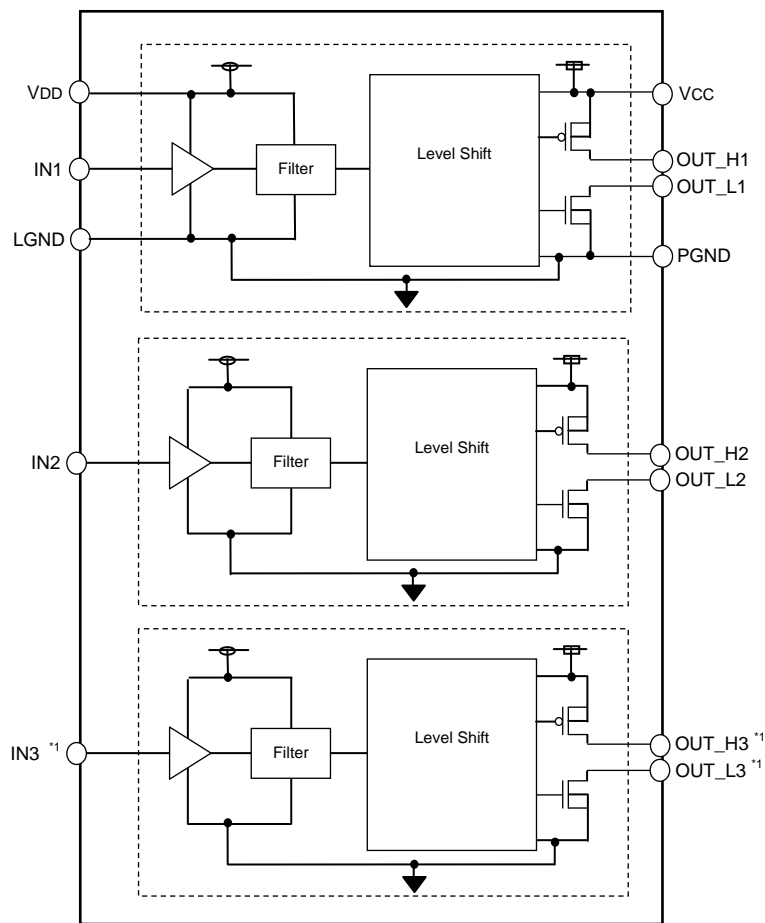 VDD
VCC
Level Shift
IN1
Filter
OUT_H1
OUT_L1
LGND
PGND
Level Shift
IN2
Filter
OUT_H2
OUT_L2
Level Shift
IN3 *1
Filter
OUT_H3 *1
OUT_L3 *1